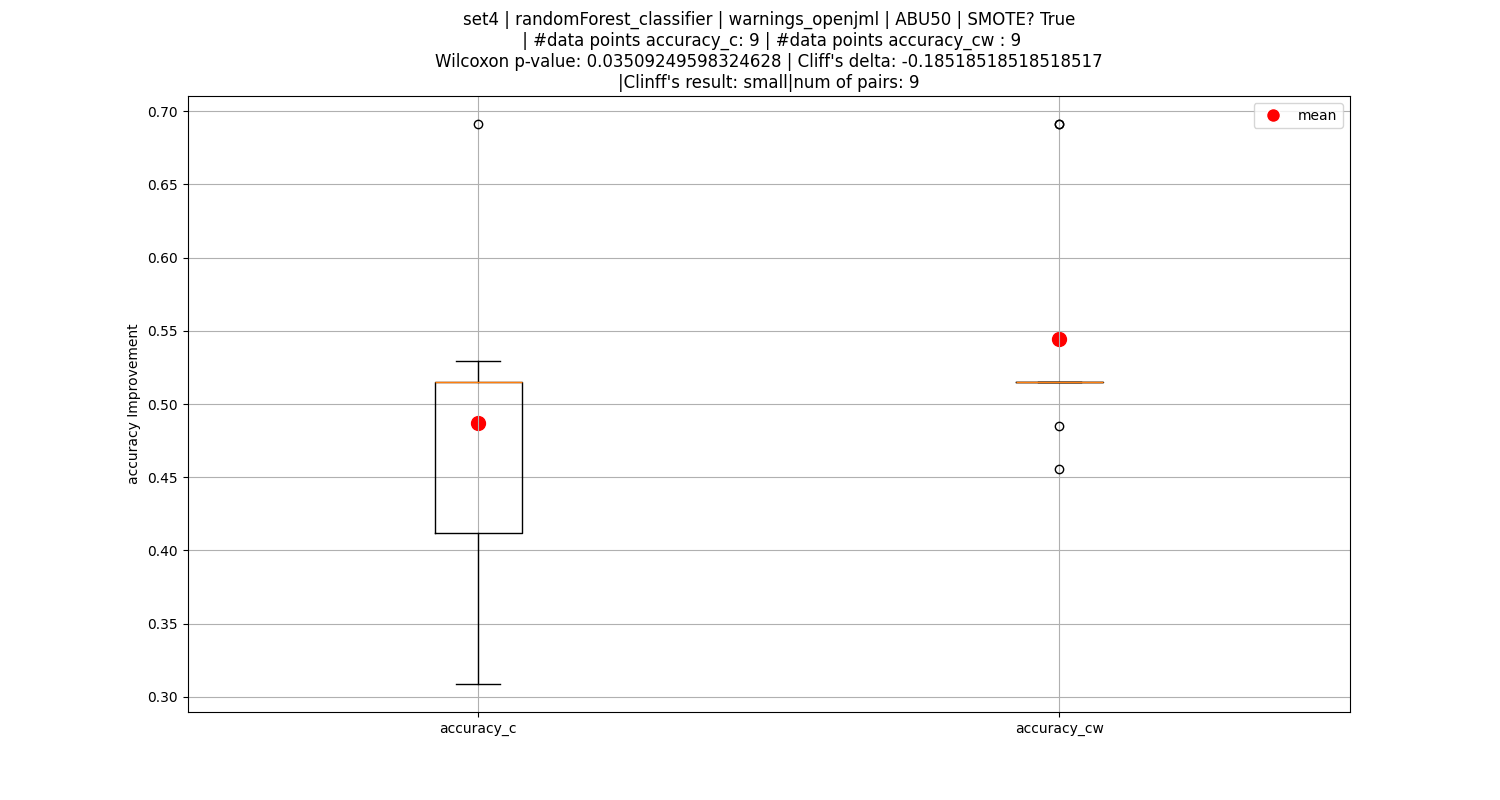 set4 | randomForest_classifier | warnings_openjml | ABU50 | SMOTE? True
| #data points accuracy_c: 9 | #data points accuracy_cw : 9
Wilcoxon p-value: 0.03509249598324628 | Cliff's delta: -0.18518518518518517
|Clinff's result: small|num of pairs: 9
mean
accuracy Improvement
0.70
0.65
0.60
0.55
0.50
0.45
0.40
0.35
0.30
accuracy_c
accuracy_cw